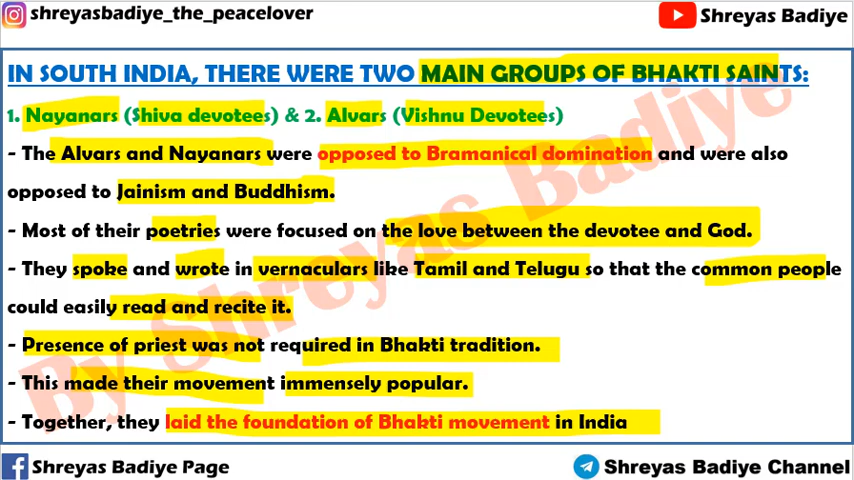 shreyasbadiye_the_peacelover
Shreyas Badiye
IN SOUTH INDIA, THERE WERE TWO MAIN GROUPS OF BHAKTI SAINTS:
1. Nayanars (Shiva devotees) & 2. Alvars (Vishnu Devotees)
- The Alvars and Nayanars were opposed to Bramanical domination and were also
opposed to Jainism and Buddhism.
- Most of their poetries were focused on the love between the devotee and God.
- They spoke and wrote in vernaculars like Tamil and Telugu so that the common people
could easily read and recite it.
- Presence of priest was not required in Bhakti tradition.
- This made their movement immensely popular.
- Together, they laid the foundation of Bhakti movement in India
By Shreyas Badiye
Shreyas Badiye Page
Shreyas Badiye Channel